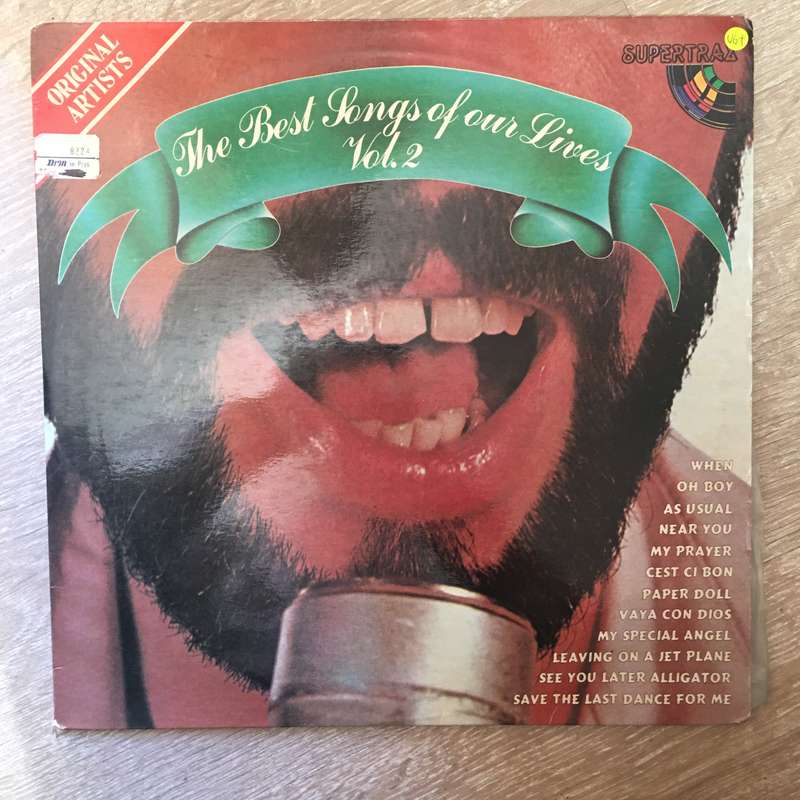 ORIGINAL
ARTISTS
SUPERTRAX
VG+
The Best Songs of our Lives
Vol. 2
WHEN
OH BOY
AS USUAL
NEAR YOU
MY PRAYER
CEST CI BON
PAPER DOLL
VAYA CON DIOS
MY SPECIAL ANGEL
LEAVING ON A JET PLANE
SEE YOU LATER ALLIGATOR
SAVE THE LAST DANCE FOR ME